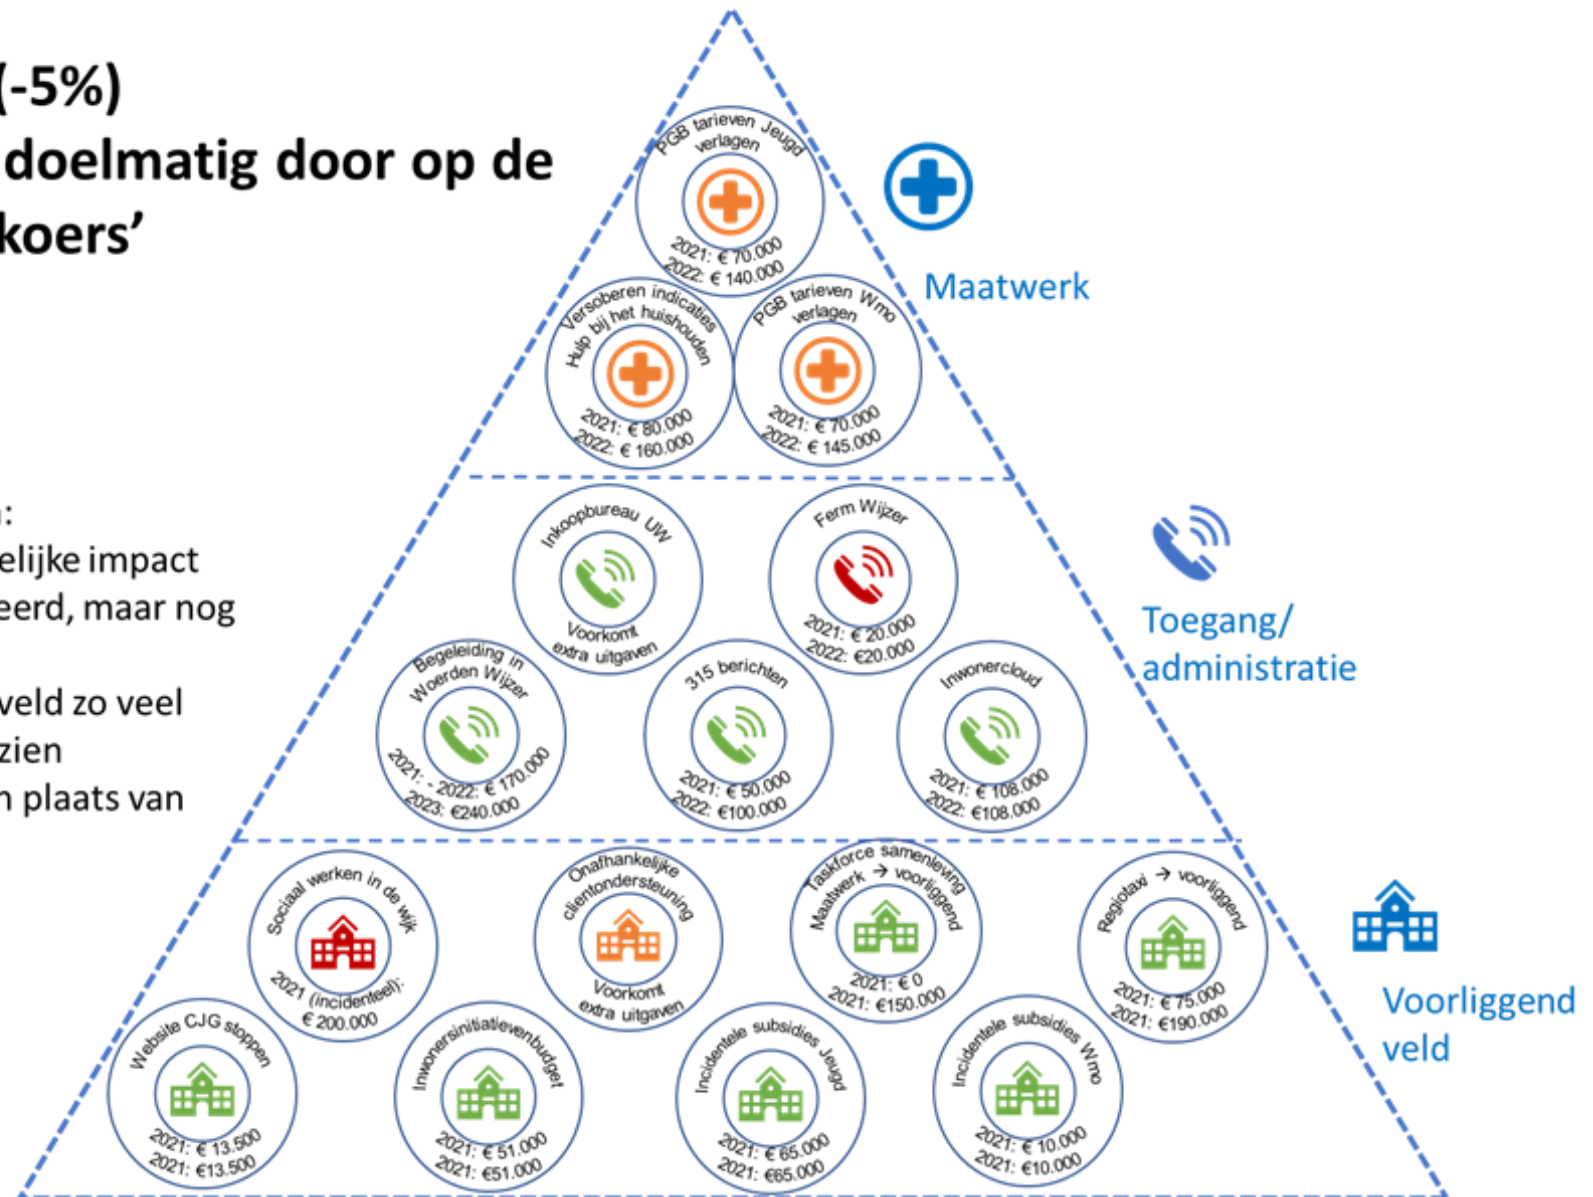 (-5%)
doelmatig door op de
koers’
:
elijke impact
eerd, maar nog
veld zo veel
zien
n plaats van
PGB tarieven Jeugd
verlagen
2021: € 70.000
2022: € 140.000
Maatwerk
Versoberen indicaties
Hulp bij het huishouden
2021: € 80.000
2022: € 160.000
PGB tarieven Wmo
verlagen
2021: € 70.000
2022: € 145.000
Inkoopbureau UW
Voorkomt
extra uitgaven
Ferm Wijzer
2021: € 20.000
2022: €20.000
Toegang/
administratie
Begeleiding in
Woerden Wijzer
2021: - 2022: € 170.000
2023: €240.000
315 berichten
2021: € 50.000
2022: €100.000
Inwonercloud
2021: € 108.000
2022: €108.000
Sociaal werken in de wijk
2021 (incidenteel):
€ 200.000
Onafhankelijke
clientondersteuning
Voorkomt
extra uitgaven
Taskforce samenleving
Maatwerk → voorliggend
2021: € 0
2021: €150.000
Regiotaxi → voorliggend
2021: € 75.000
2021: €190.000
Voorliggend
veld
Website CJG stoppen
2021: € 13.500
2021: €13.500
Inwonersinitiatievenbudget
2021: € 51.000
2021: €51.000
Incidentele subsidies Jeugd
2021: € 65.000
2021: €65.000
Incidentele subsidies Wmo
2021: € 10.000
2021: €10.000